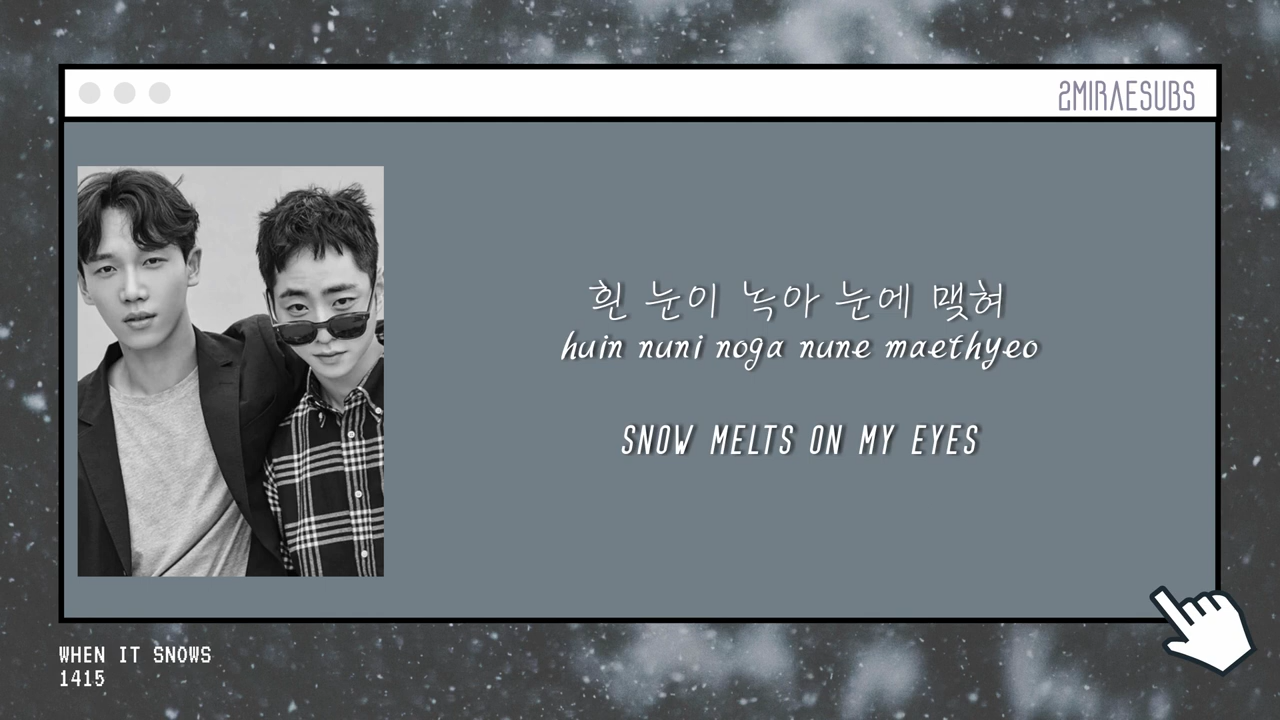 2MIRAESUBS
흰 눈이 녹아 눈에 맺혀
huin nuni noga nune maethyeo
SNOW MELTS ON MY EYES
WHEN IT SNOWS
1415